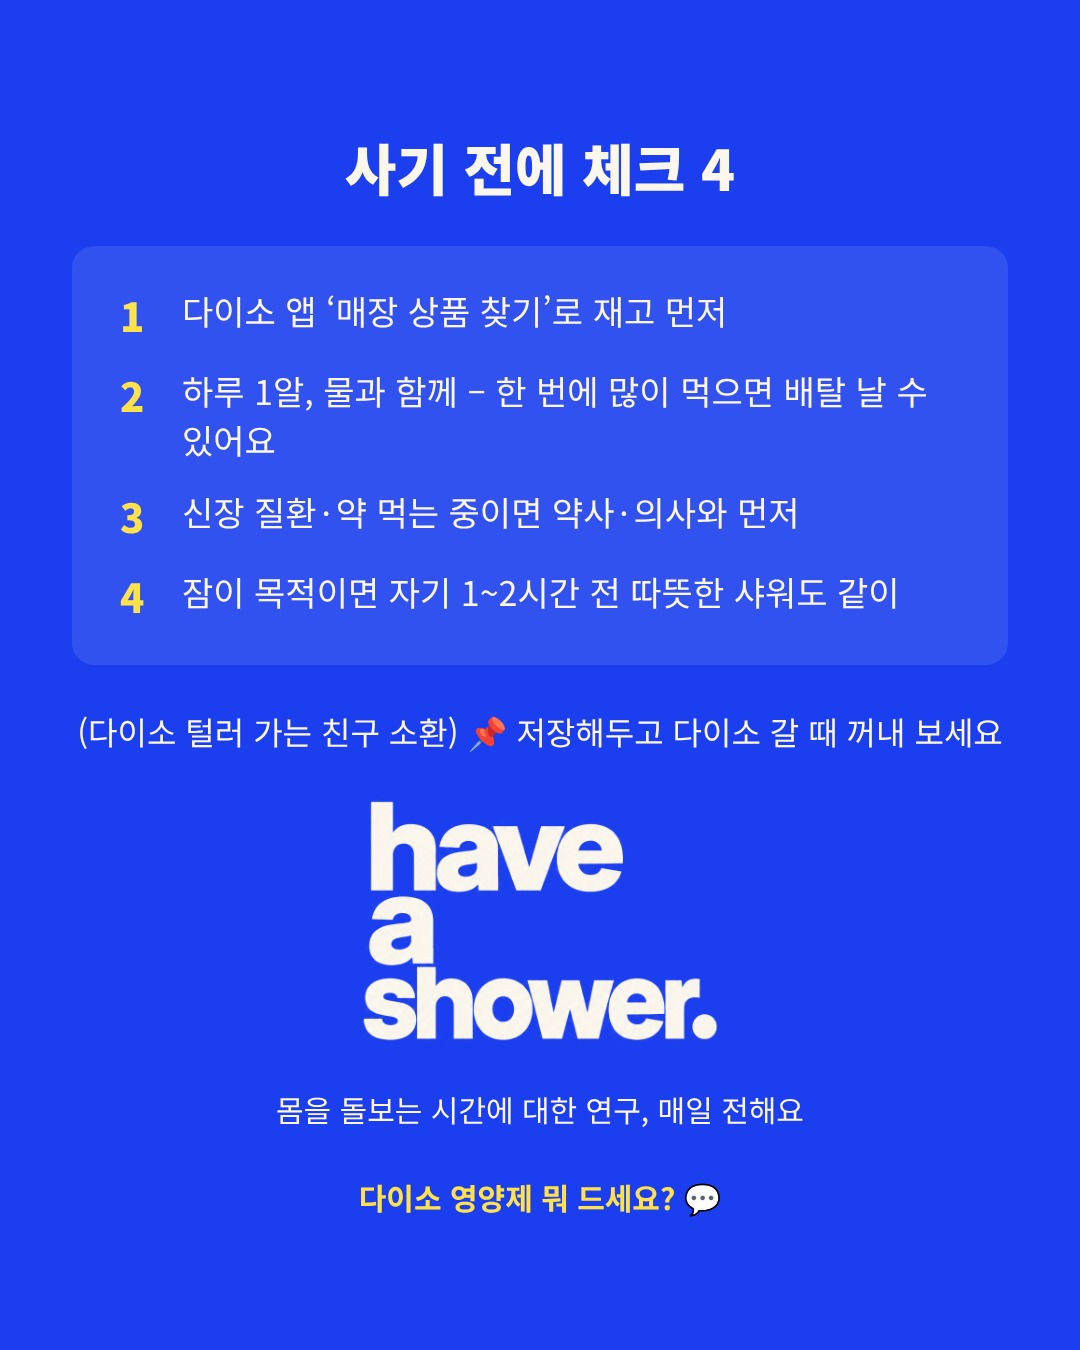 사기 전에 체크 4
1 다이소 앱 ‘매장 상품 찾기’로 재고 먼저
2 하루 1알, 물과 함께 – 한 번에 많이 먹으면 배탈 날 수
있어요
3 신장 질환·약 먹는 중이면 약사·의사와 먼저
4 잠이 목적이면 자기 1~2시간 전 따뜻한 샤워도 같이
(다이소 털러 가는 친구 소환) 📌 저장해두고 다이소 갈 때 꺼내 보세요
have
a
shower.
몸을 돌보는 시간에 대한 연구, 매일 전해요
다이소 영양제 뭐 드세요? 💬